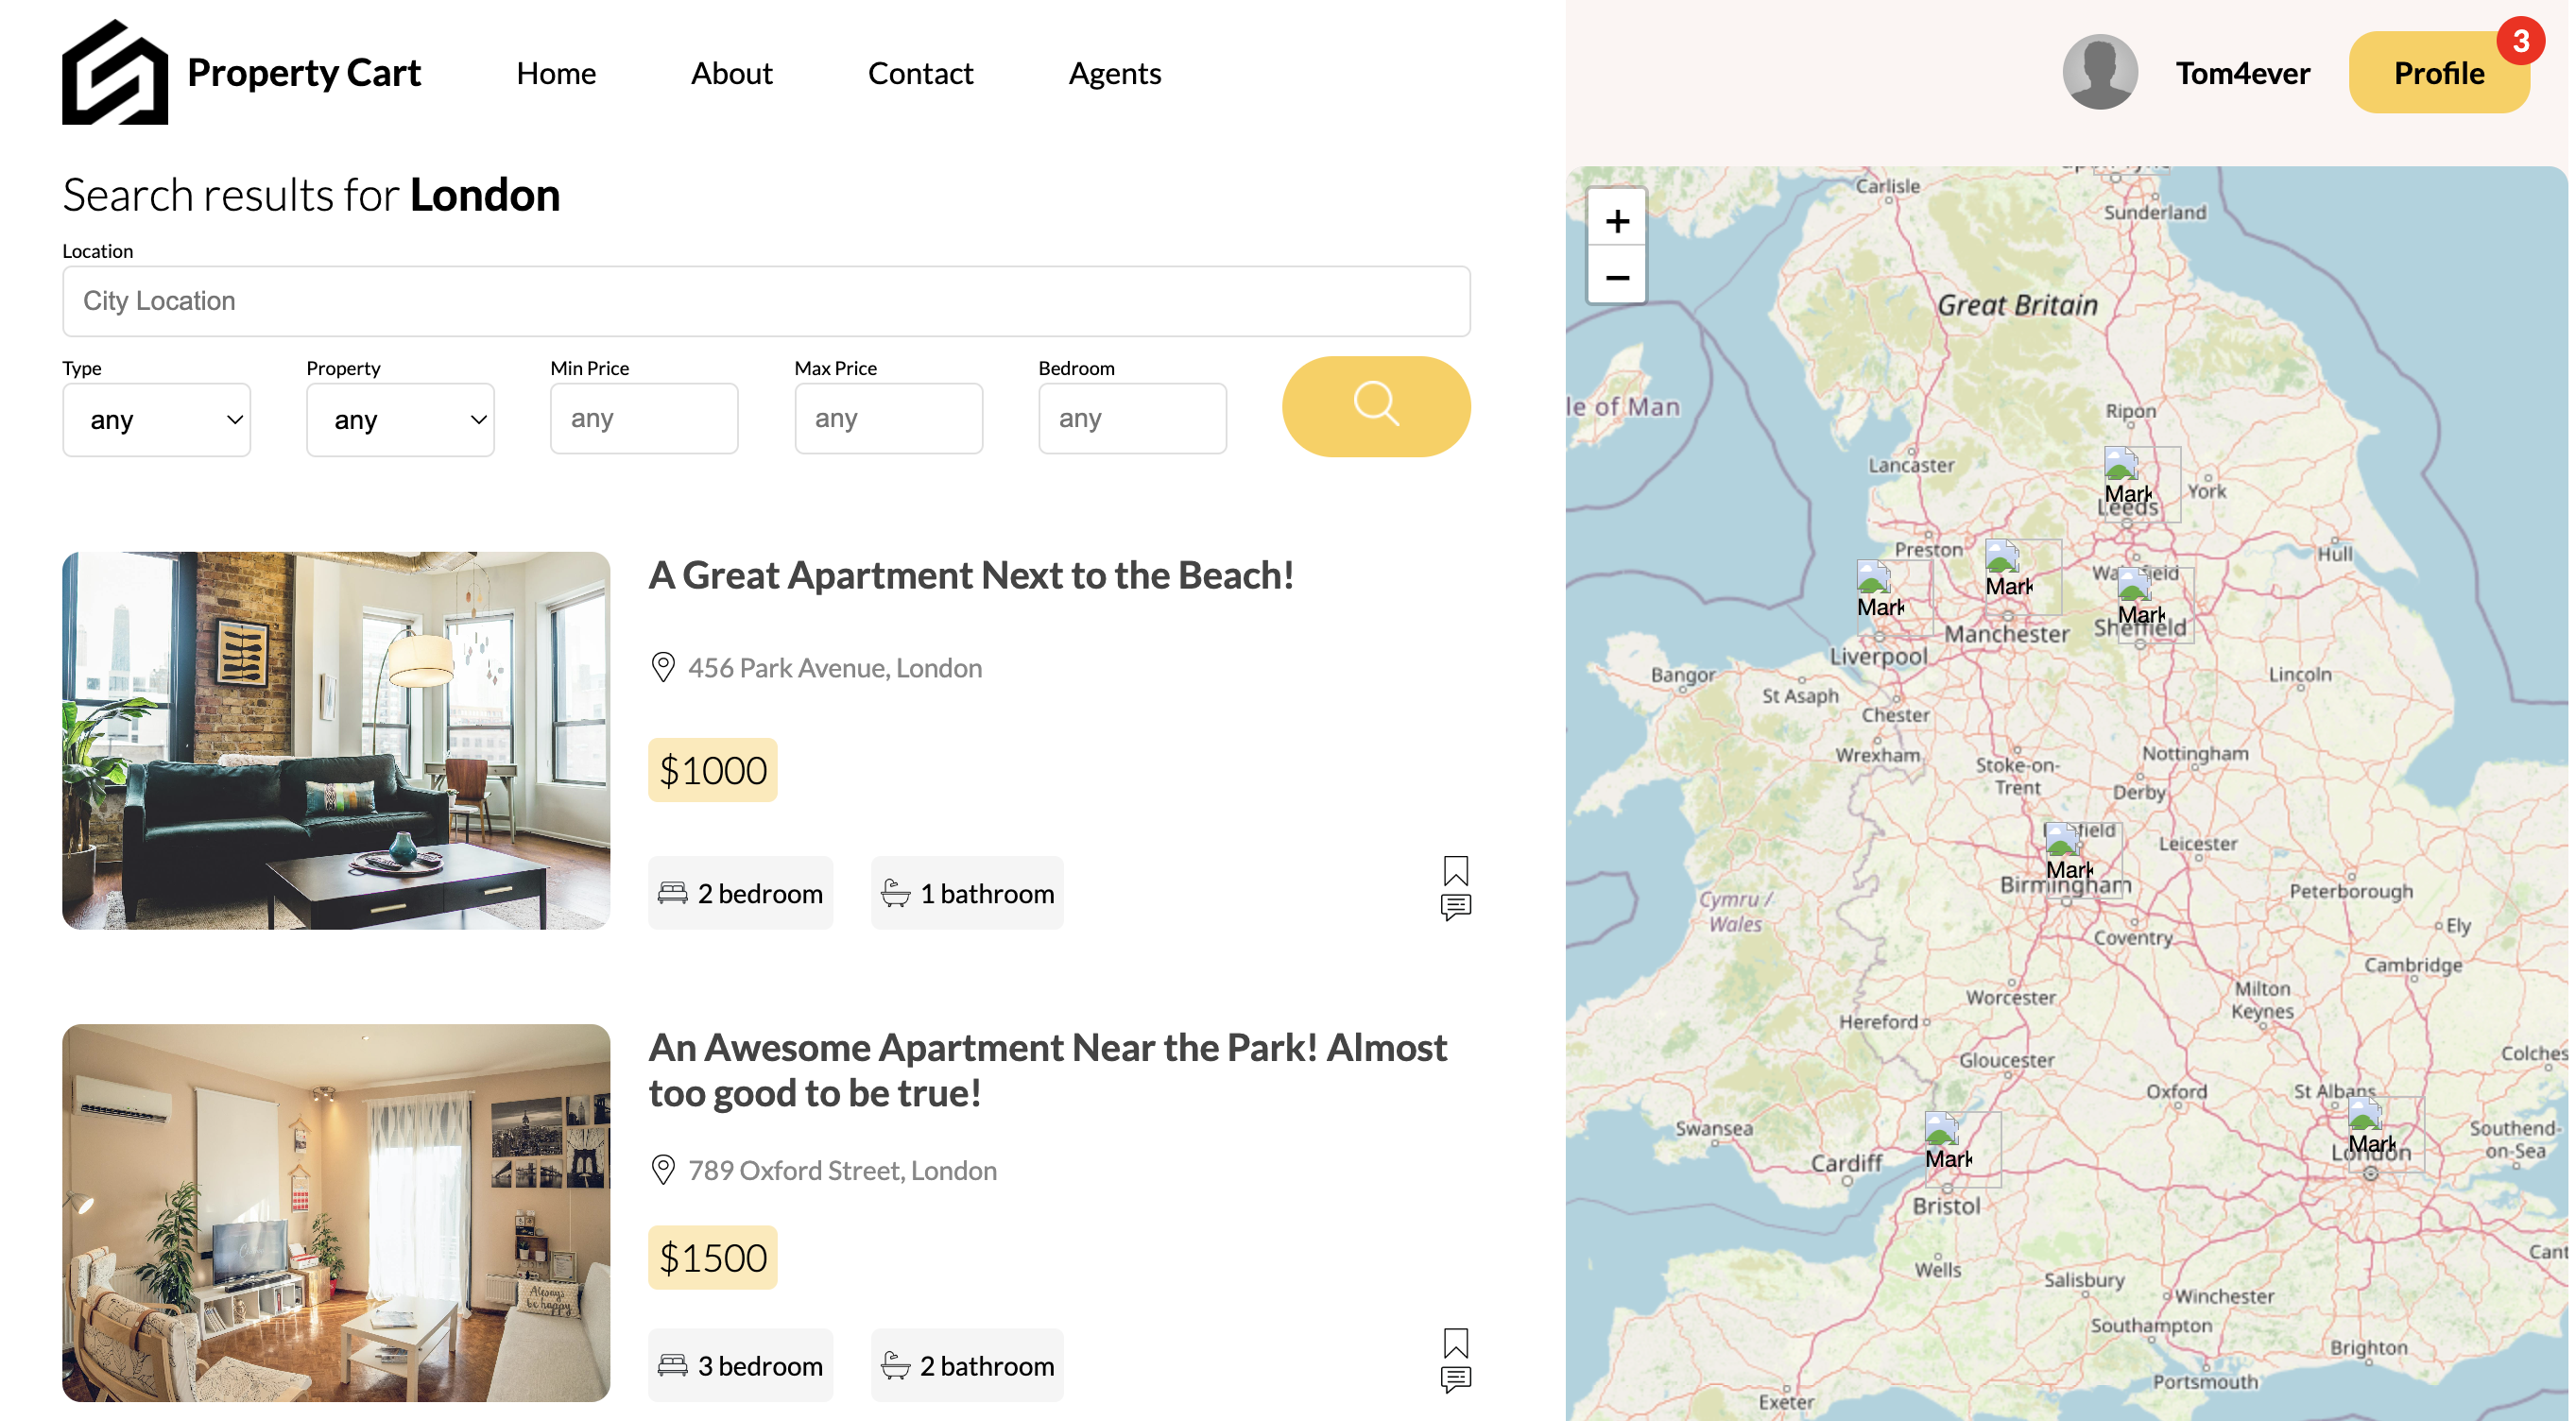 Property Cart
Home
About
Contact
Agents
Tom4ever
Profile
3
Search results for London
Location
City Location
Type
any
Property
any
Min Price
any
Max Price
any
Bedroom
any
A Great Apartment Next to the Beach!
456 Park Avenue, London
$1000
2 bedroom
1 bathroom
An Awesome Apartment Near the Park! Almost
too good to be true!
789 Oxford Street, London
$1500
3 bedroom
2 bathroom
Always
be happy
+
−
Carlisle
Sunderland
Great Britain
le of Man
Ripon
Lancaster
Mark
York
Leeds
Preston
Hull
Mark
Mark
Mark
Manchester
Sheffield
Liverpool
Bangor
St Asaph
Lincoln
Chester
Wrexham
Nottingham
Stoke-on-
Trent
Derby
Leicester
Mark
Birmingham
Peterborough
Cymru /
Wales
Ely
Coventry
Cambridge
Worcester
Milton
Keynes
Hereford
Gloucester
Colches
Oxford
St Albans
Swansea
Mark
Southend-
on-Sea
London
Cardiff
Mark
Bristol
Cant
Wells
Salisbury
Winchester
Southampton
Brighton
Portsmouth
Exeter